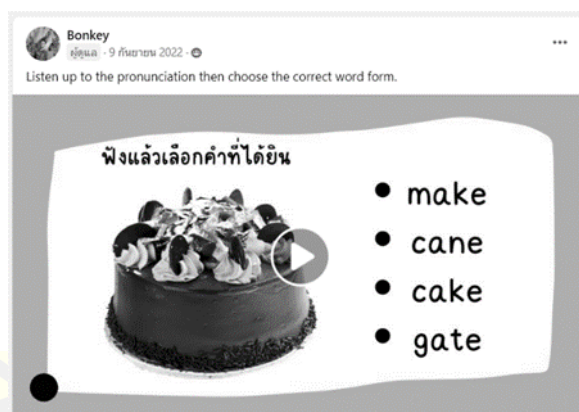 Bonkey
ผู้ดูแล · 9 กันยายน 2022 ·
Listen up to the pronunciation then choose the correct word form.
ฟังแล้วเลือกคำที่ได้ยิน
• make
• cane
• cake
• gate